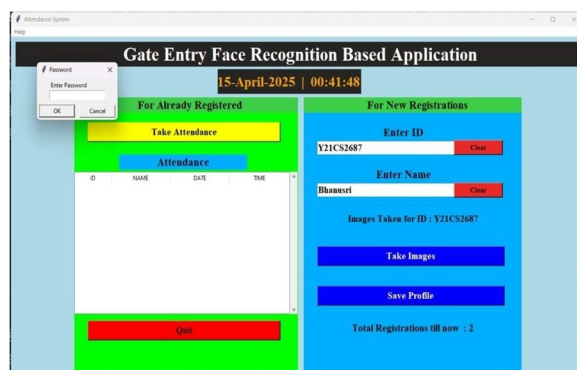 Attendance System
Help
Gate Entry Face Recognition Based Application
Password
Enter Password
OK Cancel
15-April-2025 | 00:41:48
For Already Registered
Take Attendance
Attendance
ID NAME DATE TIME
Quit
For New Registrations
Enter ID
Y21CS2687 Clear
Enter Name
Bhanusri Clear
Images Taken for ID : Y21CS2687
Take Images
Save Profile
Total Registrations till now : 2